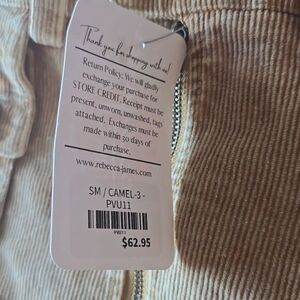 Thank you for shopping with us!
Return Policy: We will gladly
exchange your purchase for
STORE CREDIT. Receipt must be
present, unworn, unwashed, tags
attached. Exchanges must be
made within 30 days of
purchase.
www.rebecca-james.com
SM / CAMEL-3 -
PVU11
PVU11
$62.95